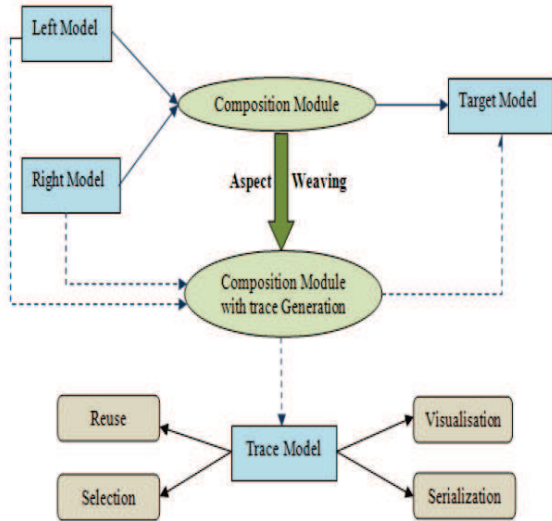 Left Model
Composition Module
Target Model
Right Model
Aspect Weaving
Composition Module
with trace Generation
Reuse
Visualisation
Trace Model
Selection
Serialization